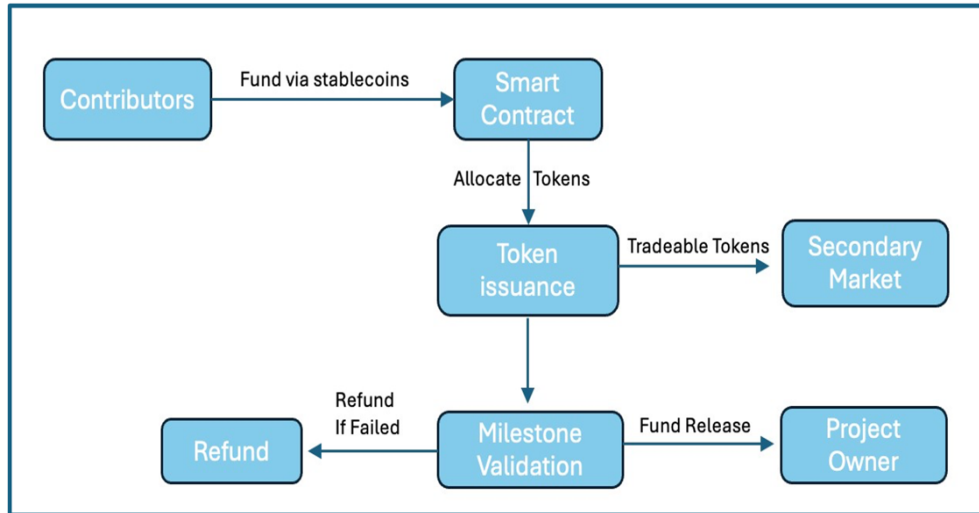 Contributors
Fund via stablecoins
Smart
Contract
Allocate Tokens
Token
issuance
Tradeable Tokens
Secondary
Market
Refund
If Failed
Refund
Milestone
Validation
Fund Release
Project
Owner